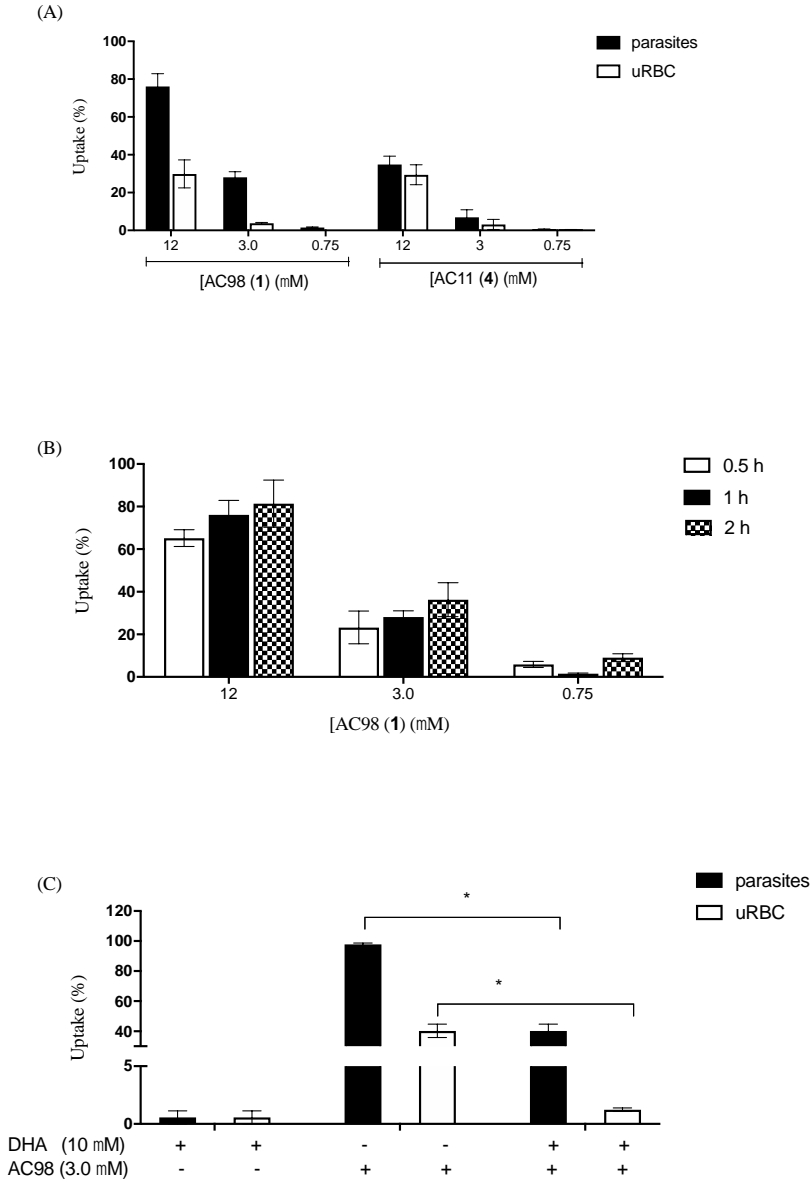 (A)
parasites
uRBC
100
80
60
40
20
0
Uptake (%)
12 3.0 0.75 12 3 0.75
[AC98 (1) (mM) [AC11 (4) (mM)
(B)
0.5 h
1 h
2 h
100
80
60
40
20
0
Uptake (%)
12 3.0 0.75
[AC98 (1) (mM)
(C)
parasites
uRBC
*
*
120
100
80
60
40
5
0
Uptake (%)
DHA (10 mM) + + - - + +
AC98 (3.0 mM) - - + + + +